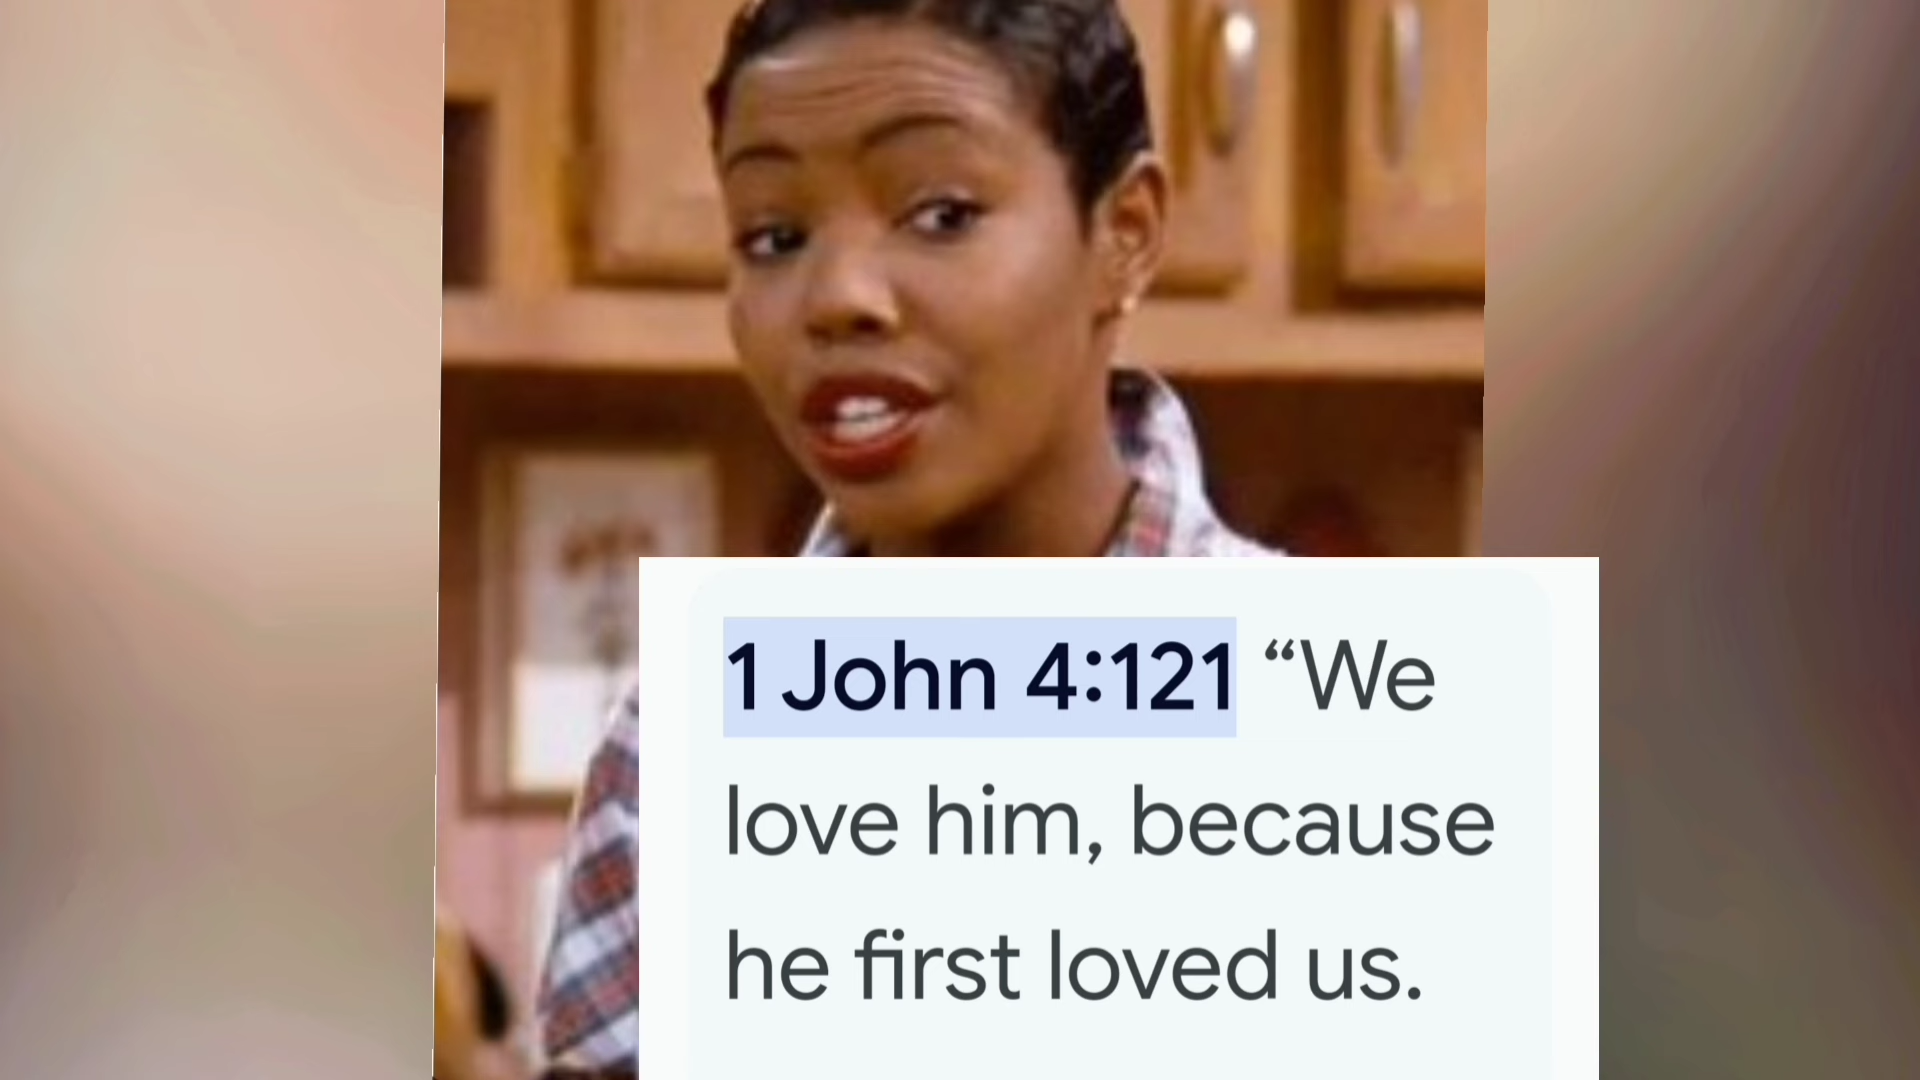 1 John 4:121 “We
love him, because
he first loved us.